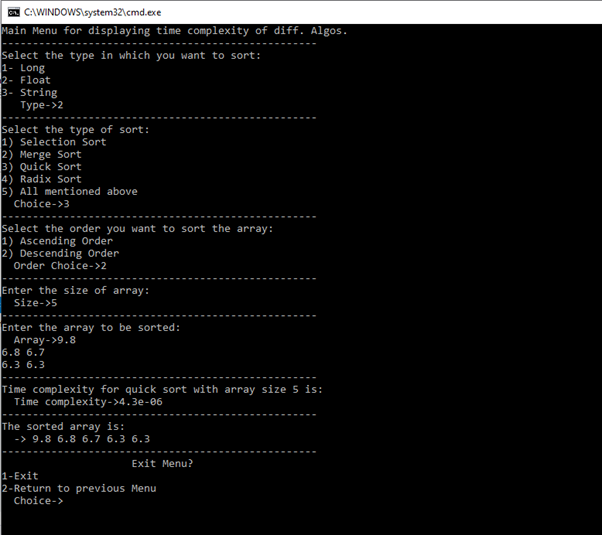 C:\WINDOWS\system32\cmd.exe
Main Menu for displaying time complexity of diff. Algos.
---------------------------------------------------
Select the type in which you want to sort:
1- Long
2- Float
3- String
   Type->2
---------------------------------------------------
Select the type of sort:
1) Selection Sort
2) Merge Sort
3) Quick Sort
4) Radix Sort
5) All mentioned above
  Choice->3
---------------------------------------------------
Select the order you want to sort the array:
1) Ascending Order
2) Descending Order
  Order Choice->2
---------------------------------------------------
Enter the size of array:
  Size->5
---------------------------------------------------
Enter the array to be sorted:
  Array->9.8
6.8 6.7
6.3 6.3
---------------------------------------------------
Time complexity for quick sort with array size 5 is:
  Time complexity->4.3e-06
---------------------------------------------------
The sorted array is:
  -> 9.8 6.8 6.7 6.3 6.3
---------------------------------------------------
                     Exit Menu?
1-Exit
2-Return to previous Menu
  Choice->